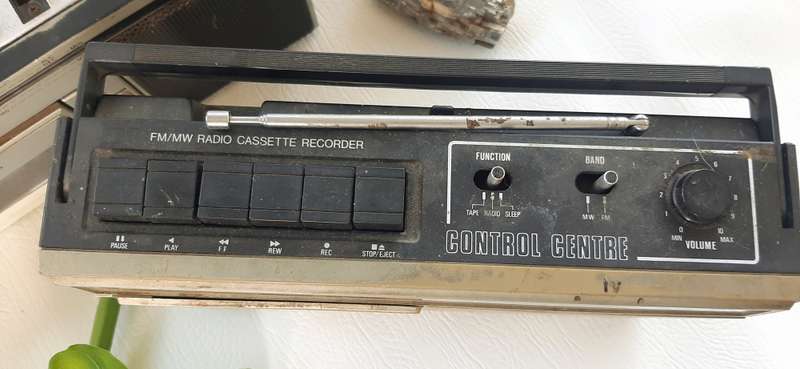 FM/MW RADIO CASSETTE RECORDER
PAUSE
PLAY
F.F
REW
REC
STOP/EJECT
FUNCTION
TAPE RADIO SLEEP
BAND
MW FM
CONTROL CENTRE
0 1 2 3 4 5 6 7 8 9 10
MIN MAX
VOLUME